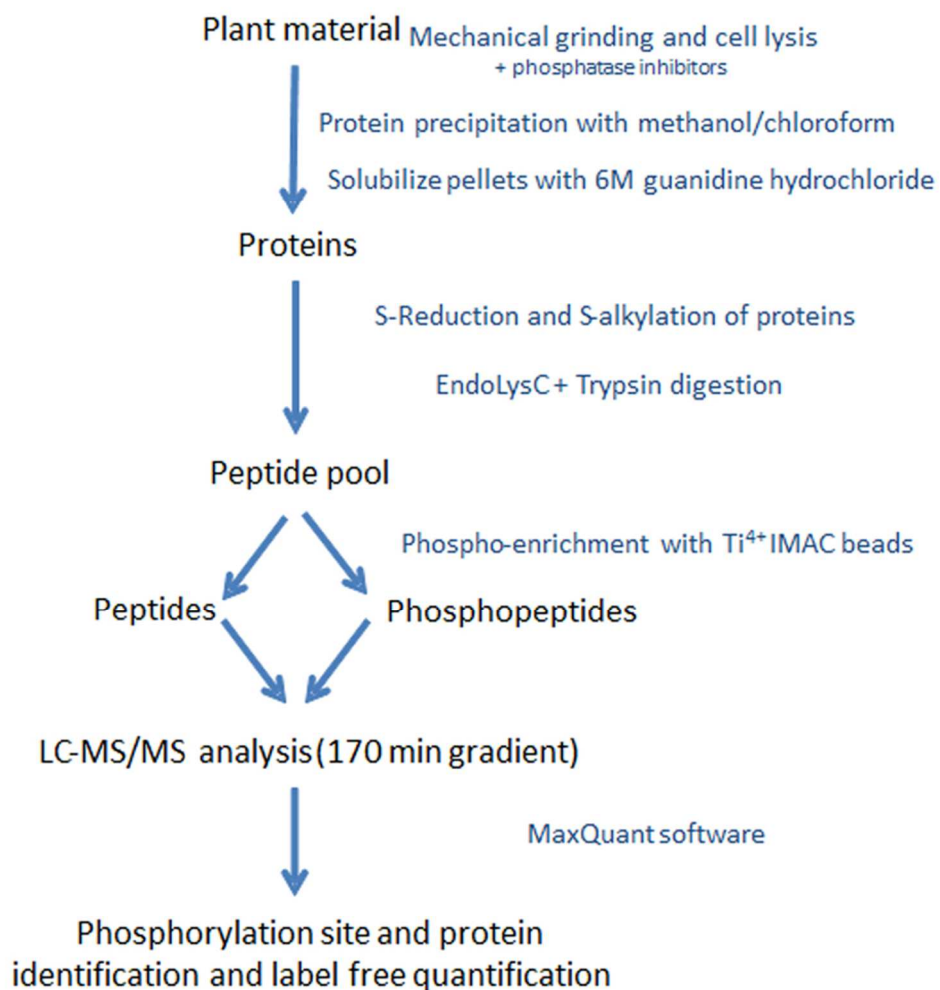 Plant material Mechanical grinding and cell lysis
+ phosphatase inhibitors
Protein precipitation with methanol/chloroform
Solubilize pellets with 6M guanidine hydrochloride
Proteins
S-Reduction and S-alkylation of proteins
EndoLysC + Trypsin digestion
Peptide pool
Phospho-enrichment with Ti⁴⁺ IMAC beads
Peptides Phosphopeptides
LC-MS/MS analysis (170 min gradient)
MaxQuant software
Phosphorylation site and protein
identification and label free quantification